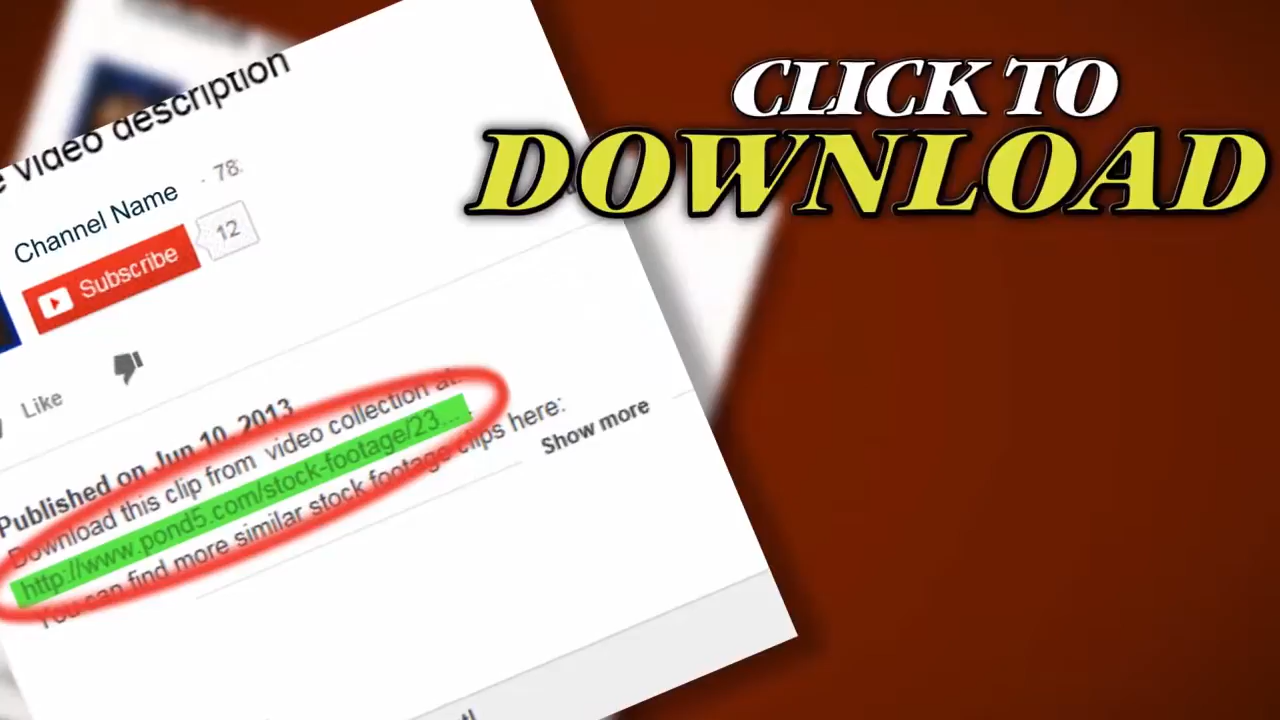 CLICK TO
DOWNLOAD
video description
Channel Name
78
Subscribe
12
Like
Published on Jun 10, 2013
Download this clip from video collection at
http://www.pond5.com/stock-footage/23...
You can find more similar stock footage clips here:
Show more